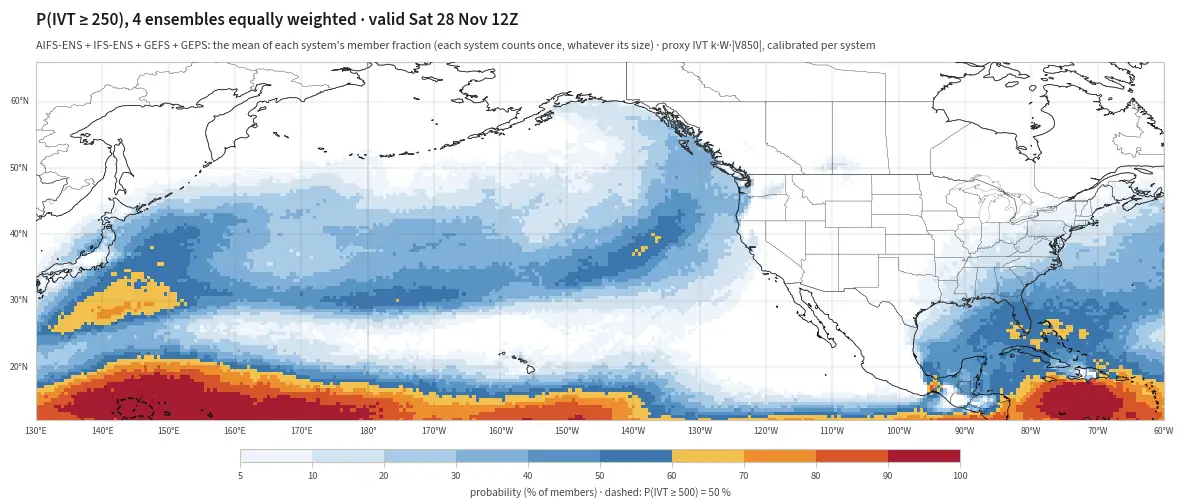 P(IVT ≥ 250), 4 ensembles equally weighted · valid Sat 28 Nov 12Z
AIFS-ENS + IFS-ENS + GEFS + GEPS: the mean of each system's member fraction (each system counts once, whatever its size) · proxy IVT k·W·|V850|, calibrated per system
60°N
50°N
40°N
30°N
20°N
130°E 140°E 150°E 160°E 170°E 180° 170°W 160°W 150°W 140°W 130°W 120°W 110°W 100°W 90°W 80°W 70°W 60°W
5 10 20 30 40 50 60 70 80 90 100
probability (% of members) · dashed: P(IVT ≥ 500) = 50 %